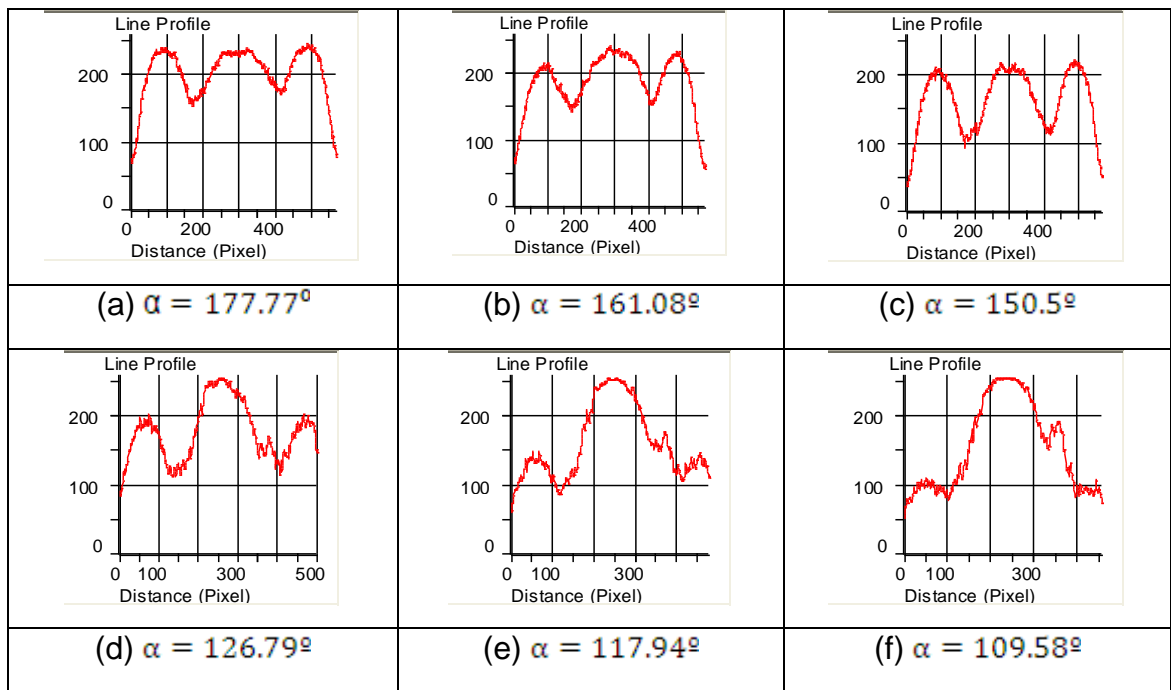 Line Profile
200
100
0
200 400
Distance (Pixel)
(a) α = 177.77⁰
Line Profile
200
100
0
0 200 400
Distance (Pixel)
(b) α = 161.08º
Line Profile
200
100
0
0 200 400
Distance (Pixel)
(c) α = 150.5º
Line Profile
200
100
0
0 100 300 500
Distance (Pixel)
(d) α = 126.79º
Line Profile
200
100
0
0 100 300
Distance (Pixel)
(e) α = 117.94º
Line Profile
200
100
0
0 100 300
Distance (Pixel)
(f) α = 109.58º